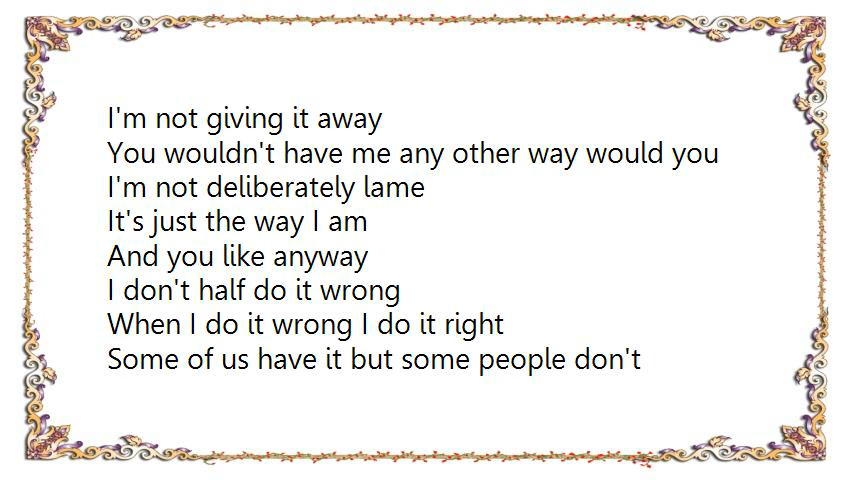 I'm not giving it away
You wouldn't have me any other way would you
I'm not deliberately lame
It's just the way I am
And you like anyway
I don't half do it wrong
When I do it wrong I do it right
Some of us have it but some people don't